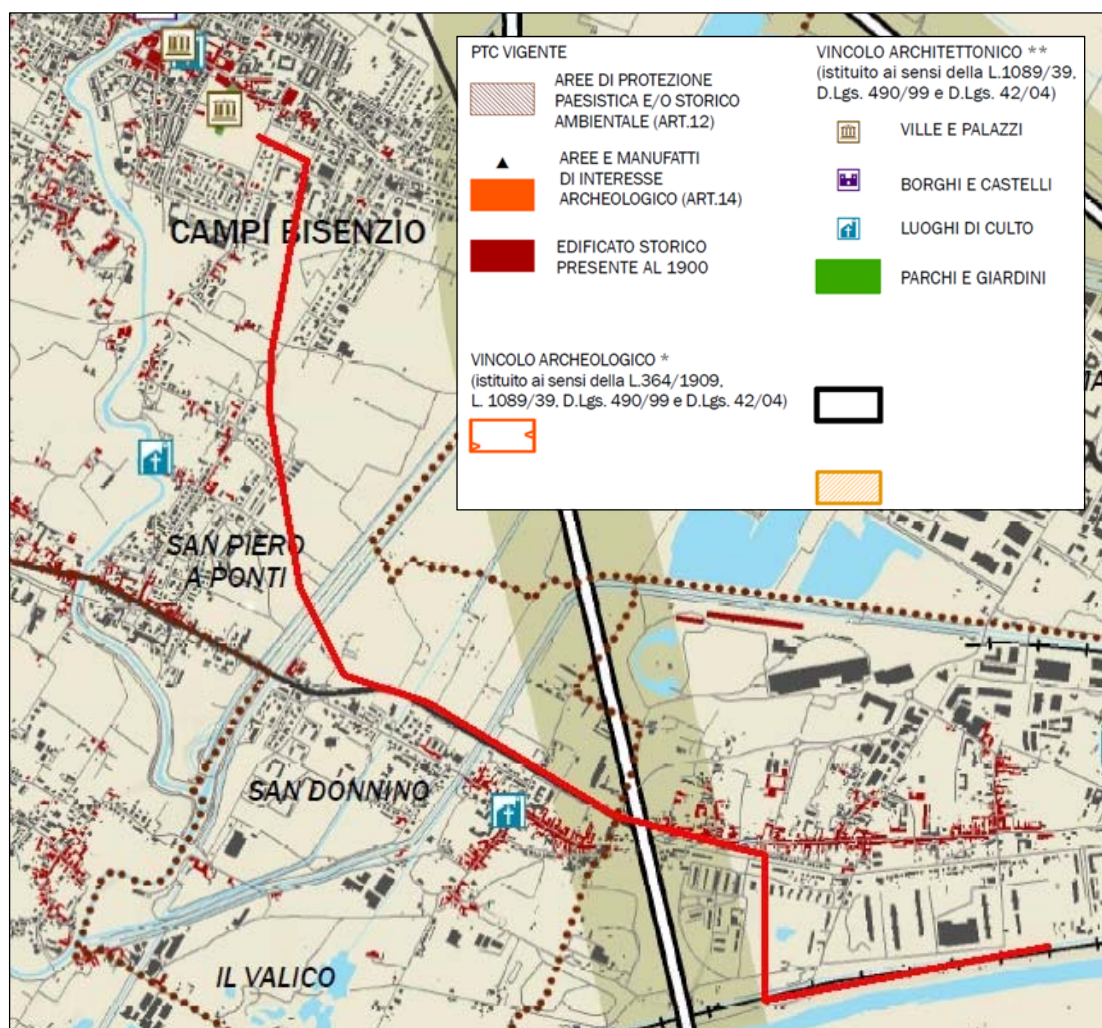 PTC VIGENTE
AREE DI PROTEZIONE
PAESISTICA E/O STORICO
AMBIENTALE (ART.12)
AREE E MANUFATTI
DI INTERESSE
ARCHEOLOGICO (ART.14)
EDIFICATO STORICO
PRESENTE AL 1900
VINCOLO ARCHEOLOGICO *
(istituito ai sensi della L.364/1909,
L. 1089/39, D.Lgs. 490/99 e D.Lgs. 42/04)
VINCOLO ARCHITETTONICO **
(istituito ai sensi della L.1089/39,
D.Lgs. 490/99 e D.Lgs. 42/04)
VILLE E PALAZZI
BORGHI E CASTELLI
LUOGHI DI CULTO
PARCHI E GIARDINI
CAMPI BISENZIO
SAN PIERO
A PONTI
SAN DONNINO
IL VALICO